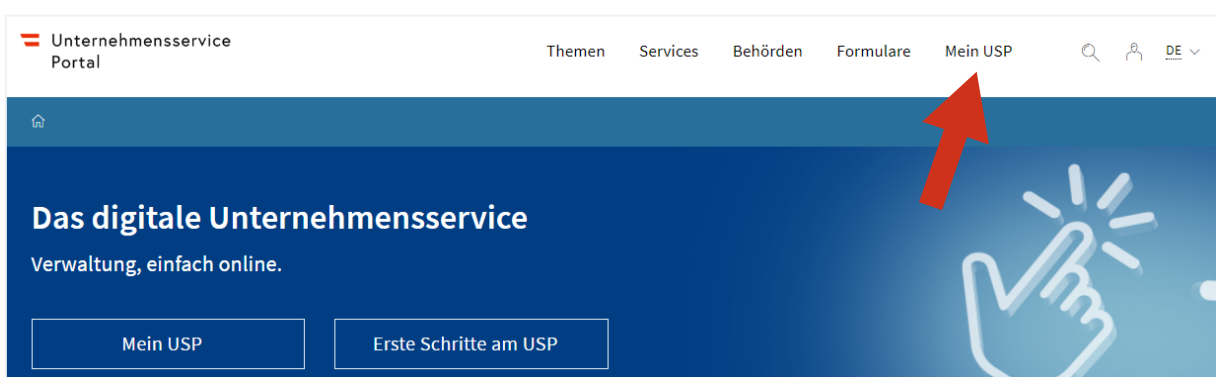 Unternehmensservice
Portal
Themen Services Behörden Formulare Mein USP DE
Das digitale Unternehmensservice
Verwaltung, einfach online.
Mein USP Erste Schritte am USP